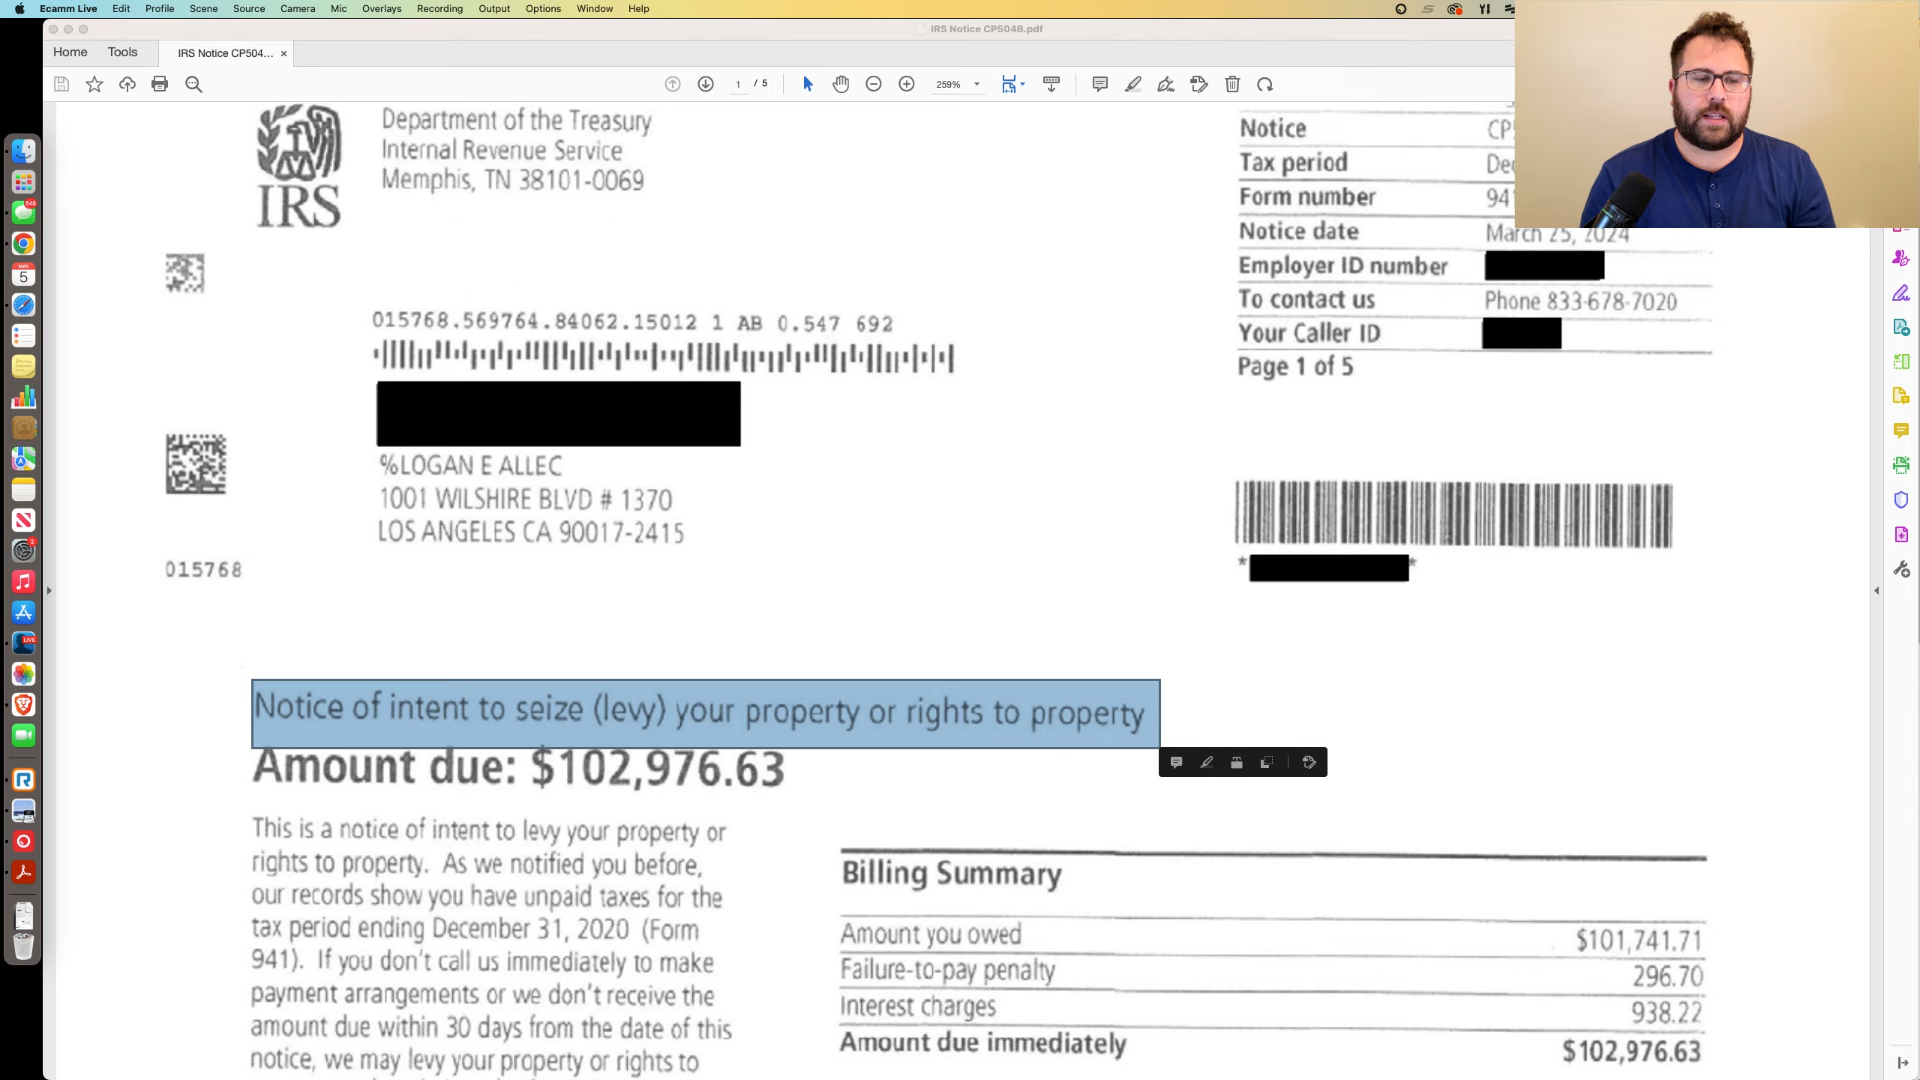 Ecamm Live Edit Profile Scene Source Camera Mic Overlays Recording Output Options Window Help
IRS Notice CP504B.pdf
Home Tools IRS Notice CP504... ×
1 / 5 259%
IRS
Department of the Treasury
Internal Revenue Service
Memphis, TN 38101-0069
Notice CP
Tax period Dec
Form number 941
Notice date March 25, 2024
Employer ID number
To contact us Phone 833-678-7020
Your Caller ID
Page 1 of 5
015768.569764.84062.15012 1 AB 0.547 692
%LOGAN E ALLEC
1001 WILSHIRE BLVD # 1370
LOS ANGELES CA 90017-2415
* *
015768
Notice of intent to seize (levy) your property or rights to property
Amount due: $102,976.63
This is a notice of intent to levy your property or
rights to property. As we notified you before,
our records show you have unpaid taxes for the
tax period ending December 31, 2020 (Form
941). If you don't call us immediately to make
payment arrangements or we don't receive the
amount due within 30 days from the date of this
notice, we may levy your property or rights to
Billing Summary
Amount you owed $101,741.71
Failure-to-pay penalty 296.70
Interest charges 938.22
Amount due immediately $102,976.63